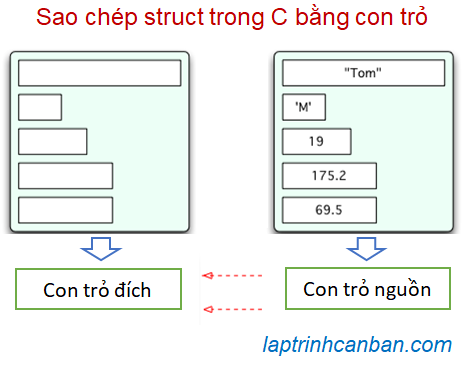 Sao chép struct trong C bằng con trỏ
"Tom"
'M'
19
175.2
69.5
Con trỏ đích
Con trỏ nguồn
laptrinhcanban.com